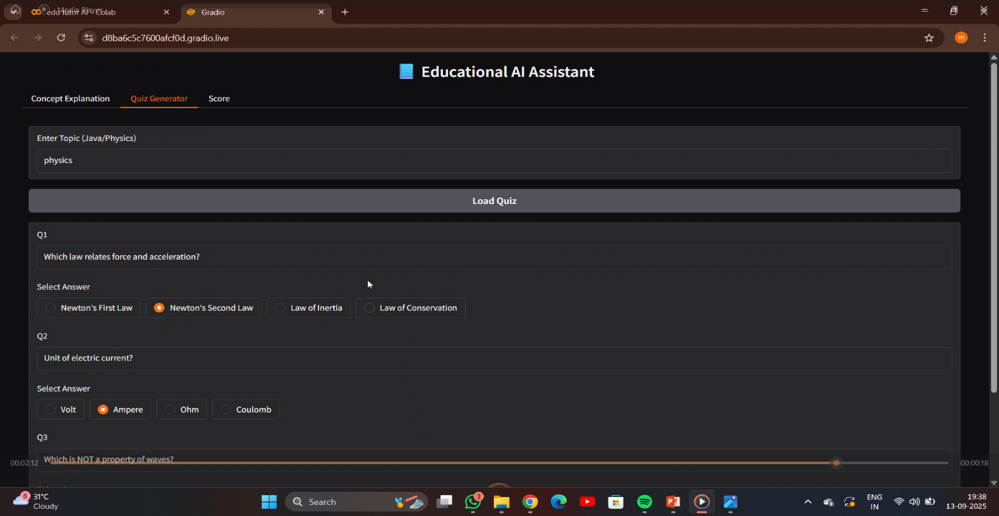 Media Player
edu tutor AI - Colab
Gradio
d8ba6c5c7600afcf0d.gradio.live
m
Educational AI Assistant
Concept Explanation Quiz Generator Score
Enter Topic (Java/Physics)
physics
Load Quiz
Q1
Which law relates force and acceleration?
Select Answer
Newton's First Law Newton's Second Law Law of Inertia Law of Conservation
Q2
Unit of electric current?
Select Answer
Volt Ampere Ohm Coulomb
Q3
Which is NOT a property of waves?
00:02:12 00:00:18
8 31°C
Cloudy
Search
3
ENG
IN
19:38
13-09-2025